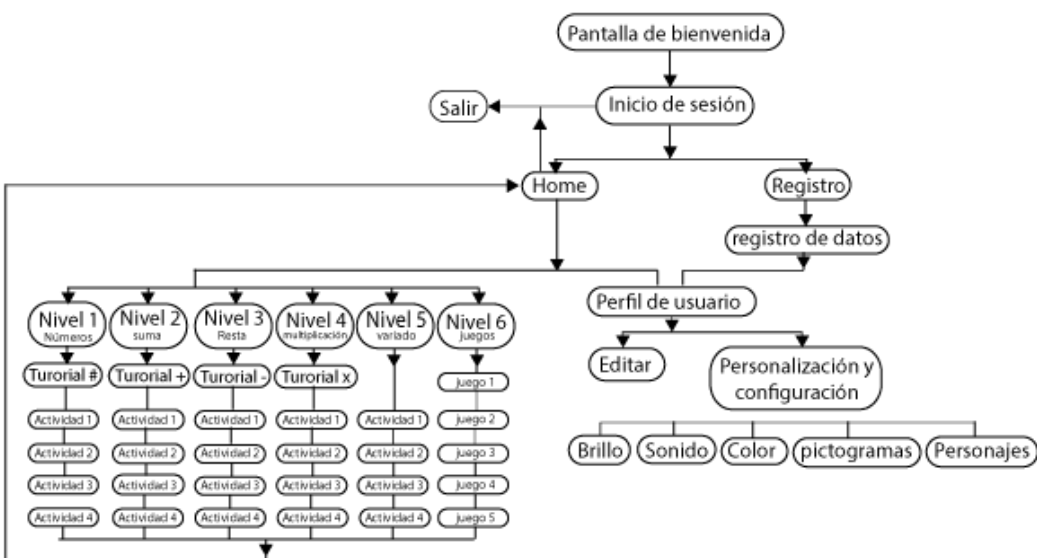 Pantalla de bienvenida
Salir
Inicio de sesión
Home
Registro
registro de datos
Perfil de usuario
Nivel 1
Números
Nivel 2
suma
Nivel 3
Resta
Nivel 4
multiplicación
Nivel 5
variado
Nivel 6
juegos
Editar
Personalización y
configuración
Turorial #
Turorial +
Turorial -
Turorial x
juego 1
Actividad 1
Actividad 1
Actividad 1
Actividad 1
Actividad 1
juego 2
Actividad 2
Actividad 2
Actividad 2
Actividad 2
Actividad 2
juego 3
Actividad 3
Actividad 3
Actividad 3
Actividad 3
Actividad 3
juego 4
Actividad 4
Actividad 4
Actividad 4
Actividad 4
Actividad 4
juego 5
Brillo
Sonido
Color
pictogramas
Personajes